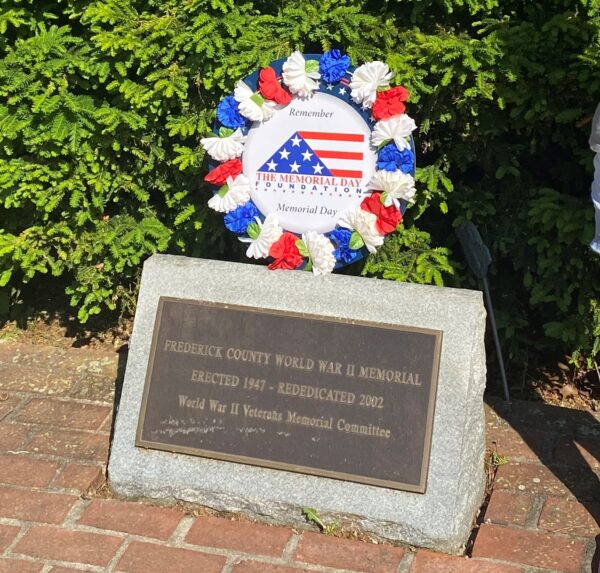 Remember
THE MEMORIAL DAY
FOUNDATION
Memorial Day
FREDERICK COUNTY WORLD WAR II MEMORIAL
ERECTED 1947 - REDEDICATED 2002
World War II Veterans Memorial Committee